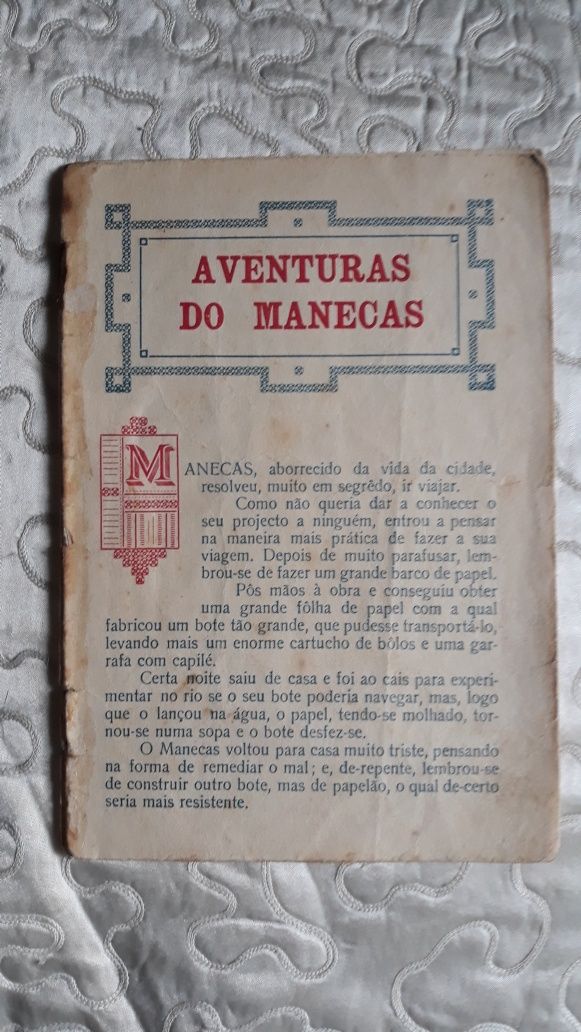 AVENTURAS
DO MANECAS
MANECAS, aborrecido da vida da cidade,
resolveu, muito em segrêdo, ir viajar.
Como não queria dar a conhecer o
seu projecto a ninguém, entrou a pensar
na maneira mais prática de fazer a sua
viagem. Depois de muito parafusar, lem-
brou-se de fazer um grande barco de papel.
Pôs mãos à obra e conseguiu obter
uma grande fôlha de papel com a qual
fabricou um bote tão grande, que pudesse transportá-lo,
levando mais um enorme cartucho de bôlos e uma gar-
rafa com capilé.
Certa noite saiu de casa e foi ao cais para experi-
mentar no rio se o seu bote poderia navegar, mas, logo
que o lançou na água, o papel, tendo-se molhado, tor-
nou-se numa sopa e o bote desfez-se.
O Manecas voltou para casa muito triste, pensando
na forma de remediar o mal; e, de-repente, lembrou-se
de construir outro bote, mas de papelão, o qual de-certo
seria mais resistente.